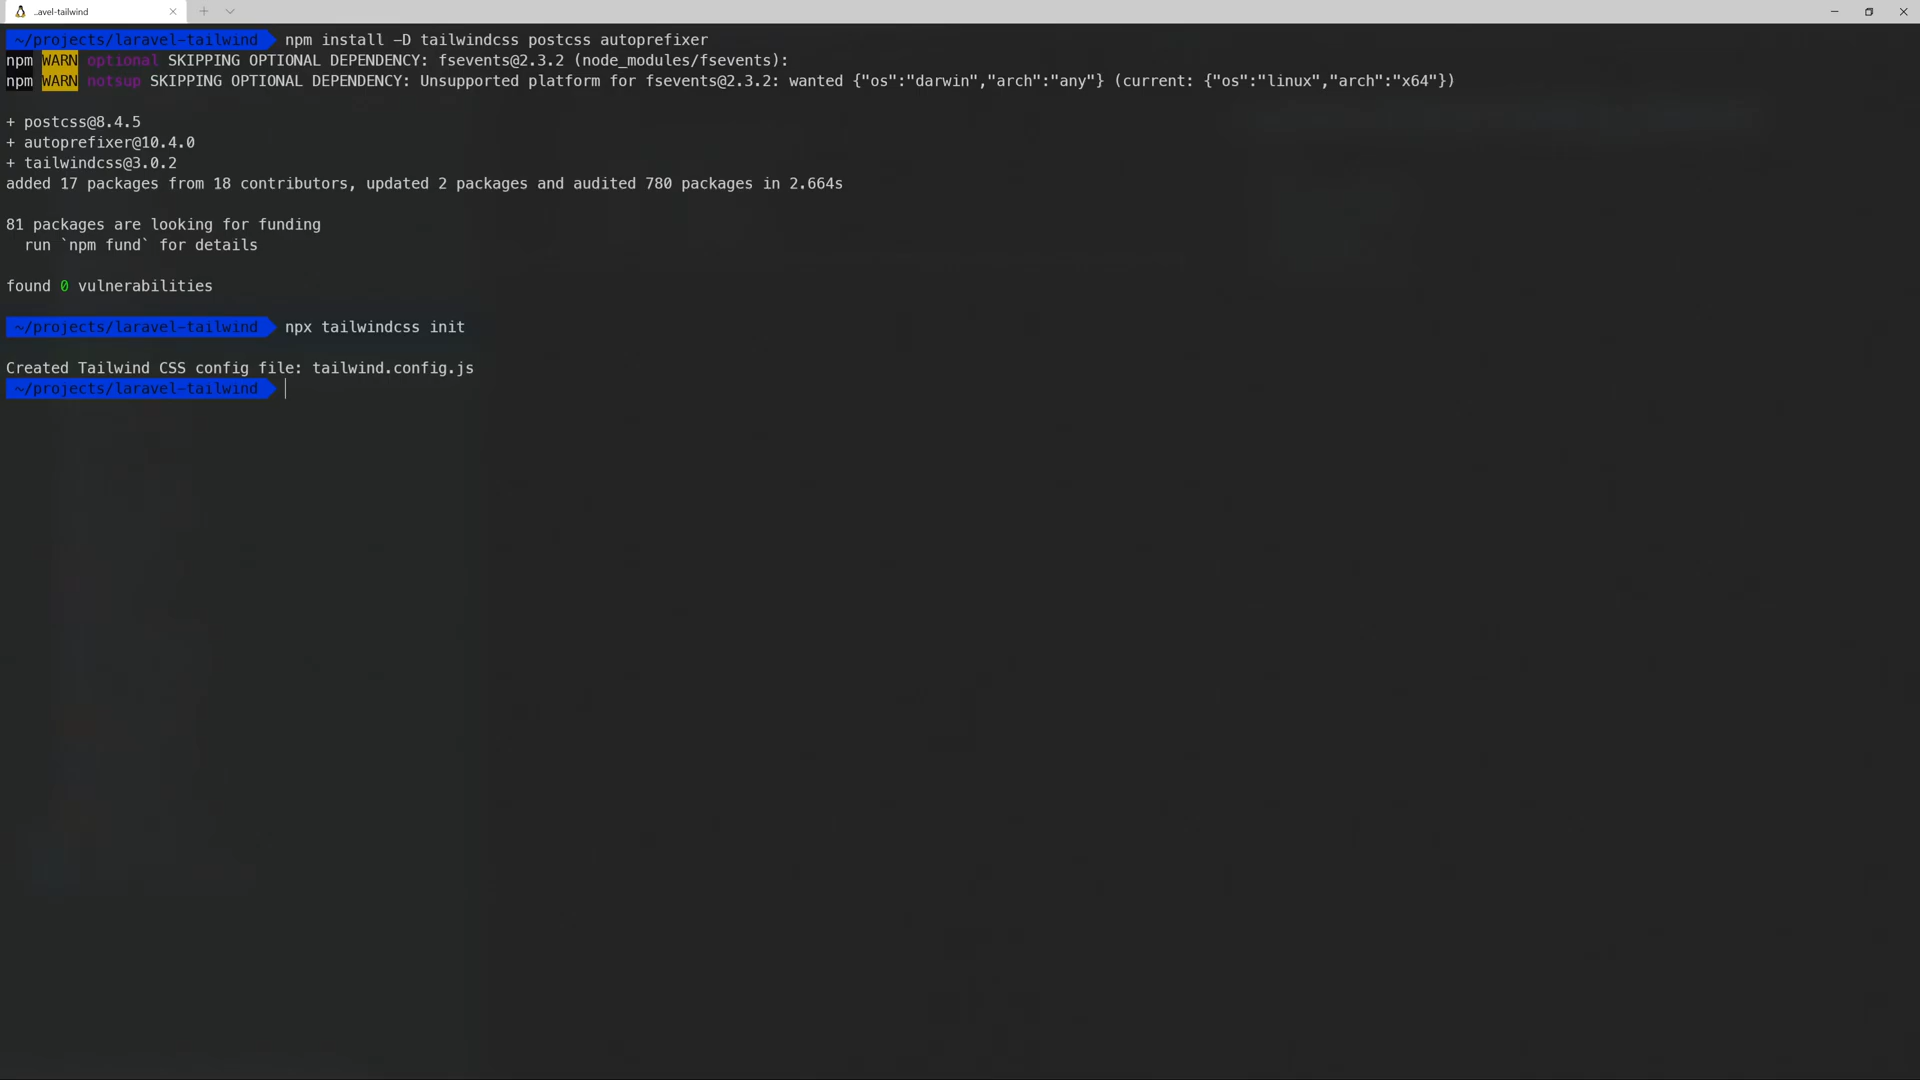 ..avel-tailwind
~/projects/laravel-tailwind npm install -D tailwindcss postcss autoprefixer
npm WARN optional SKIPPING OPTIONAL DEPENDENCY: fsevents@2.3.2 (node_modules/fsevents):
npm WARN notsup SKIPPING OPTIONAL DEPENDENCY: Unsupported platform for fsevents@2.3.2: wanted {"os":"darwin","arch":"any"} (current: {"os":"linux","arch":"x64"})
+ postcss@8.4.5
+ autoprefixer@10.4.0
+ tailwindcss@3.0.2
added 17 packages from 18 contributors, updated 2 packages and audited 780 packages in 2.664s
81 packages are looking for funding
run `npm fund` for details
found 0 vulnerabilities
~/projects/laravel-tailwind npx tailwindcss init
Created Tailwind CSS config file: tailwind.config.js
~/projects/laravel-tailwind